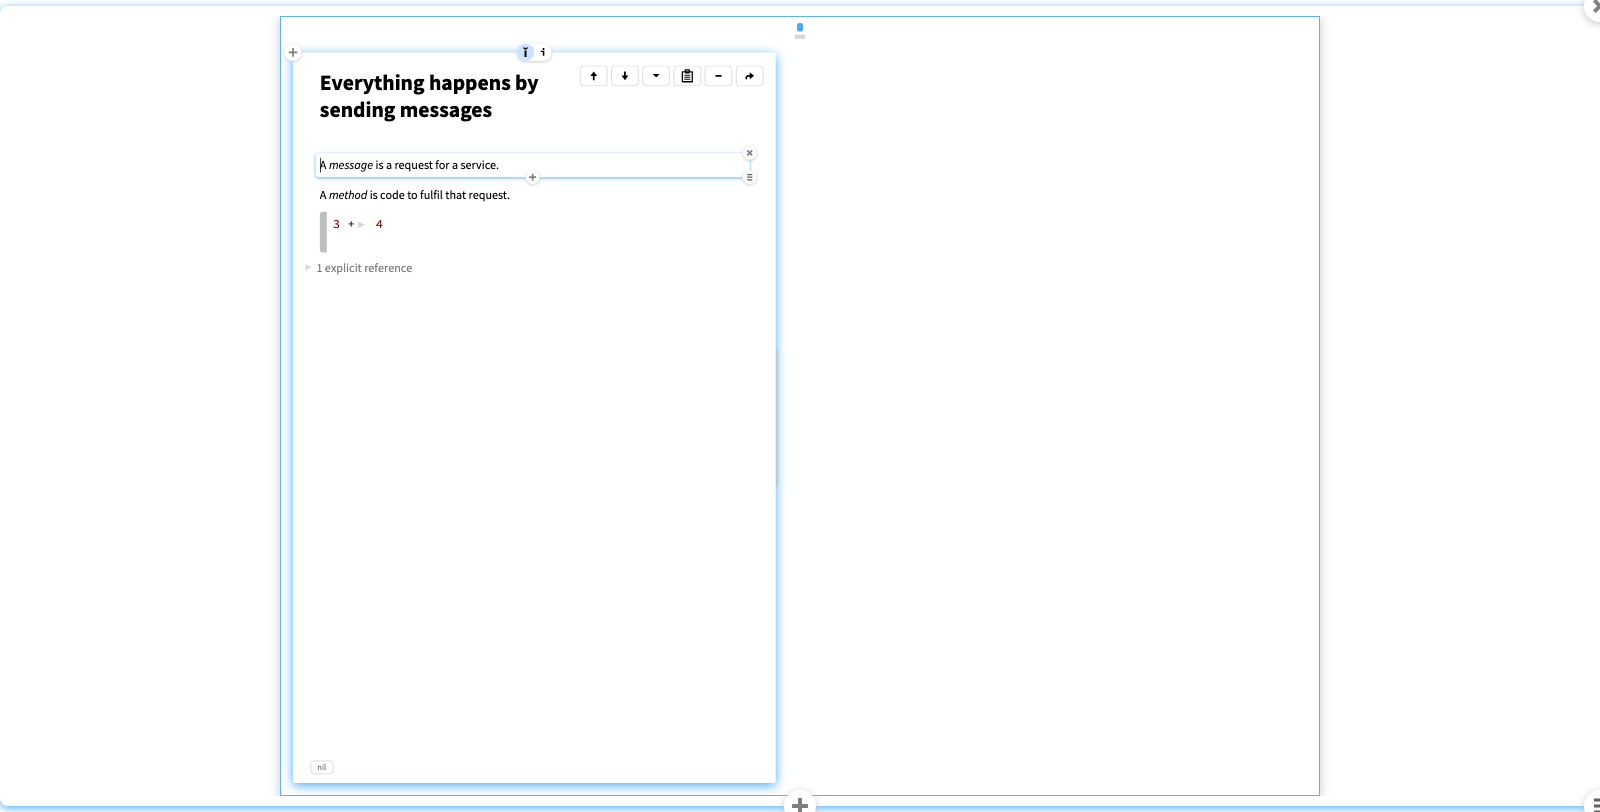 Everything happens by
sending messages
A message is a request for a service.
A method is code to fulfil that request.
3 + 4
1 explicit reference
nil